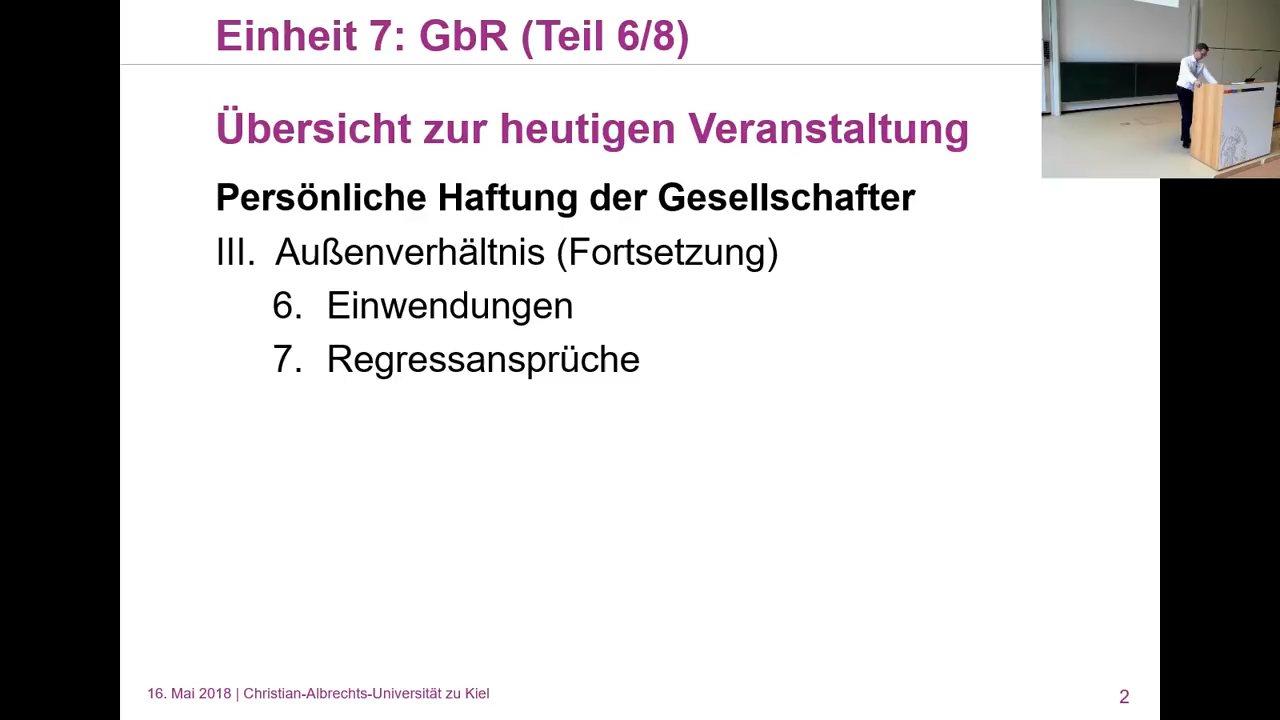 Einheit 7: GbR (Teil 6/8)
Übersicht zur heutigen Veranstaltung
Persönliche Haftung der Gesellschafter
III. Außenverhältnis (Fortsetzung)
6. Einwendungen
7. Regressansprüche
16. Mai 2018 | Christian-Albrechts-Universität zu Kiel
2